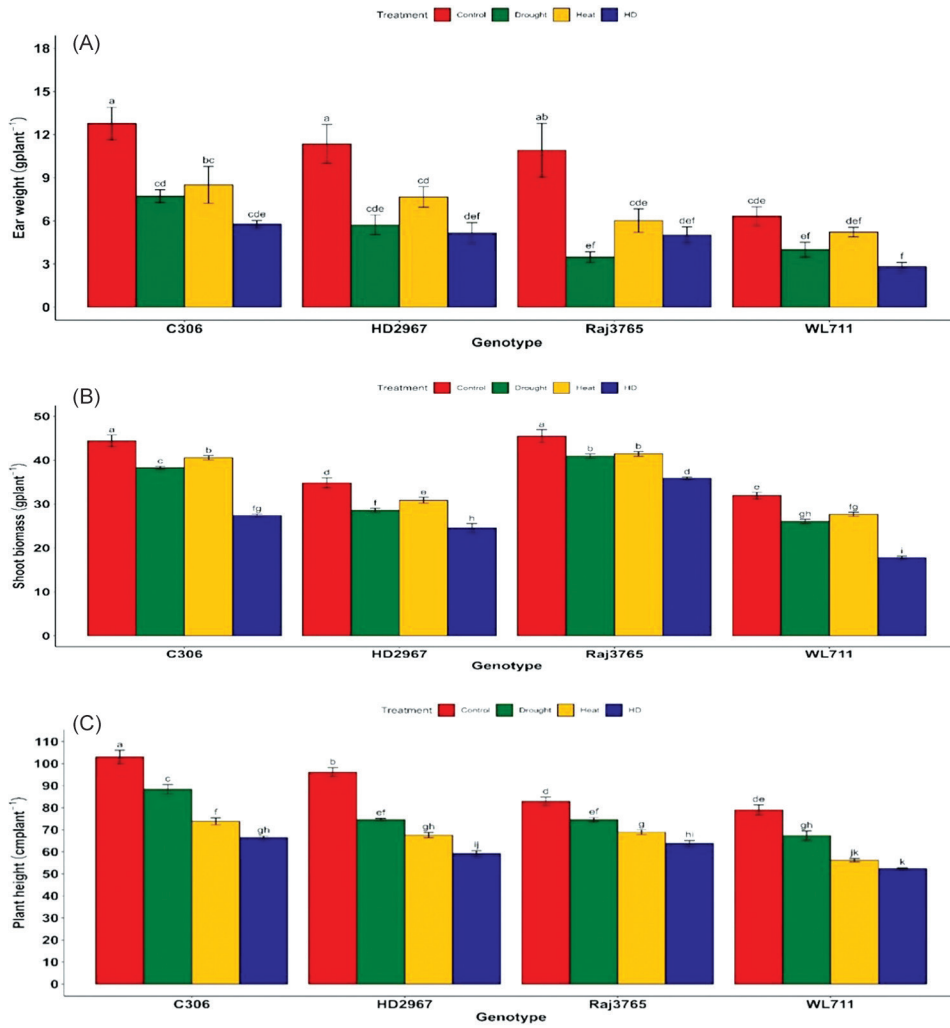 Treatment Control Drought Heat HD
(A)
Ear weight (gplant⁻¹)
18
15
12
9
6
3
0
a cd bc cde
a cde cd def
ab ef cde def
cde ef def f
C306 HD2967 Raj3765 WL711
Genotype
Treatment Control Drought Heat HD
(B)
Shoot biomass (gplant⁻¹)
50
40
30
20
10
0
a c b fg
d f e h
a b b d
e gh fg i
C306 HD2967 Raj3765 WL711
Genotype
Treatment Control Drought Heat HD
(C)
Plant height (cmplant⁻¹)
110
100
90
80
70
60
50
40
30
20
10
0
a c f gh
b ef gh ij
d ef g hi
de gh jk k
C306 HD2967 Raj3765 WL711
Genotype